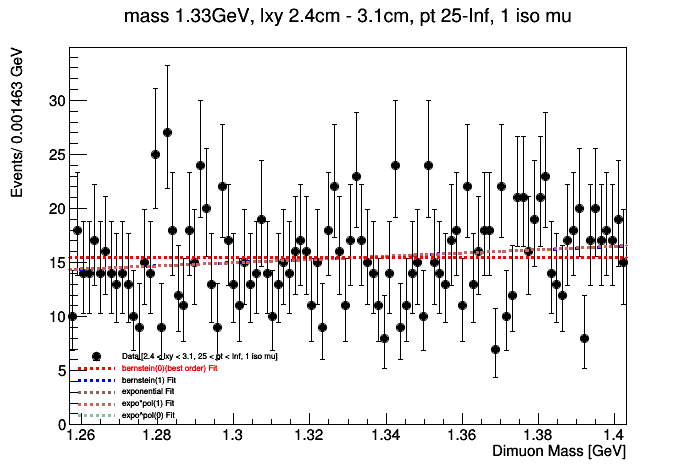 mass 1.33GeV, lxy 2.4cm - 3.1cm, pt 25-Inf, 1 iso mu
Events/ 0.001463 GeV
30
25
20
15
10
5
0
Data,[2.4 < lxy < 3.1, 25 < pt < Inf, 1 iso mu]
bernstein(0)(best order) Fit
bernstein(1) Fit
exponential Fit
expo*pol(1) Fit
expo*pol(0) Fit
1.26 1.28 1.3 1.32 1.34 1.36 1.38 1.4
Dimuon Mass [GeV]